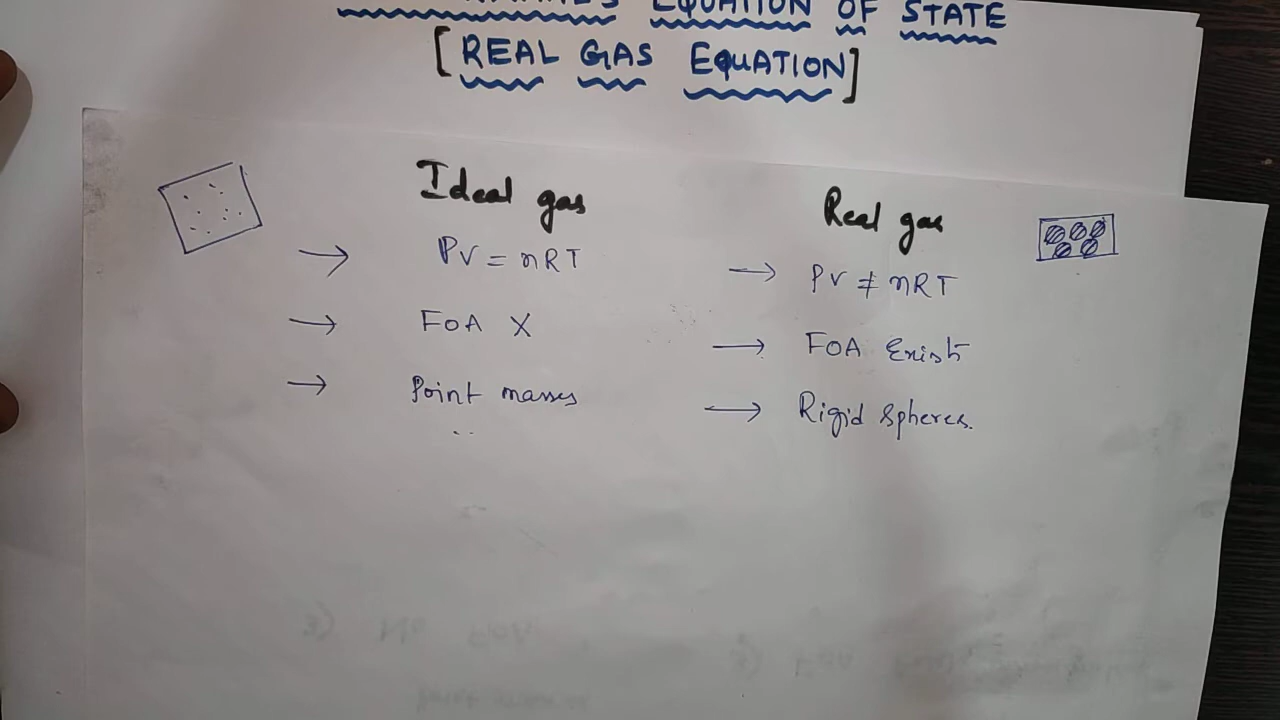 EQUATION OF STATE
[REAL GAS EQUATION]
Ideal gas
→ PV = nRT
→ FOA X
→ Point masses
Real gas
→ PV ≠ nRT
→ FOA Exists
→ Rigid Spheres.